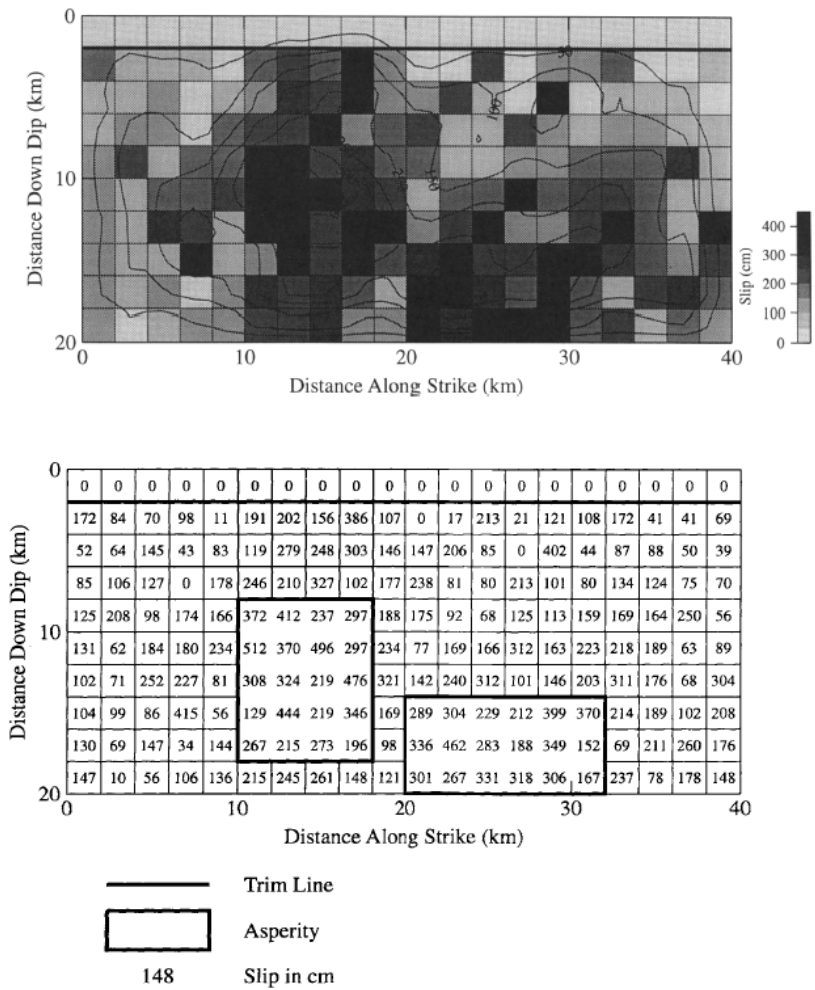 0
10
20
Distance Down Dip (km)
50
100
150
0 10 20 30 40
Distance Along Strike (km)
Slip (cm)
400
300
200
100
0
0
10
20
Distance Down Dip (km)
0 0 0 0 0 0 0 0 0 0 0 0 0 0 0 0 0 0 0 0
172 84 70 98 11 191 202 156 386 107 0 17 213 21 121 108 172 41 41 69
52 64 145 43 83 119 279 248 303 146 147 206 85 0 402 44 87 88 50 39
85 106 127 0 178 246 210 327 102 177 238 81 80 213 101 80 134 124 75 70
125 208 98 174 166 372 412 237 297 188 175 92 68 125 113 159 169 164 250 56
131 62 184 180 234 512 370 496 297 234 77 169 166 312 163 223 218 189 63 89
102 71 252 227 81 308 324 219 476 321 142 240 312 101 146 203 311 176 68 304
104 99 86 415 56 129 444 219 346 169 289 304 229 212 399 370 214 189 102 208
130 69 147 34 144 267 215 273 196 98 336 462 283 188 349 152 69 211 260 176
147 10 56 106 136 215 245 261 148 121 301 267 331 318 306 167 237 78 178 148
0 10 20 30 40
Distance Along Strike (km)
Trim Line
Asperity
148 Slip in cm